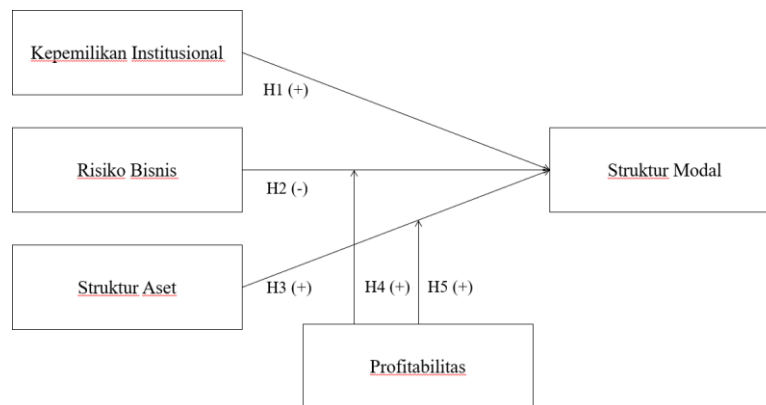 Kepemilikan Institusional
H1 (+)
Risiko Bisnis
Struktur Modal
H2 (-)
Struktur Aset
H3 (+)
H4 (+)
H5 (+)
Profitabilitas